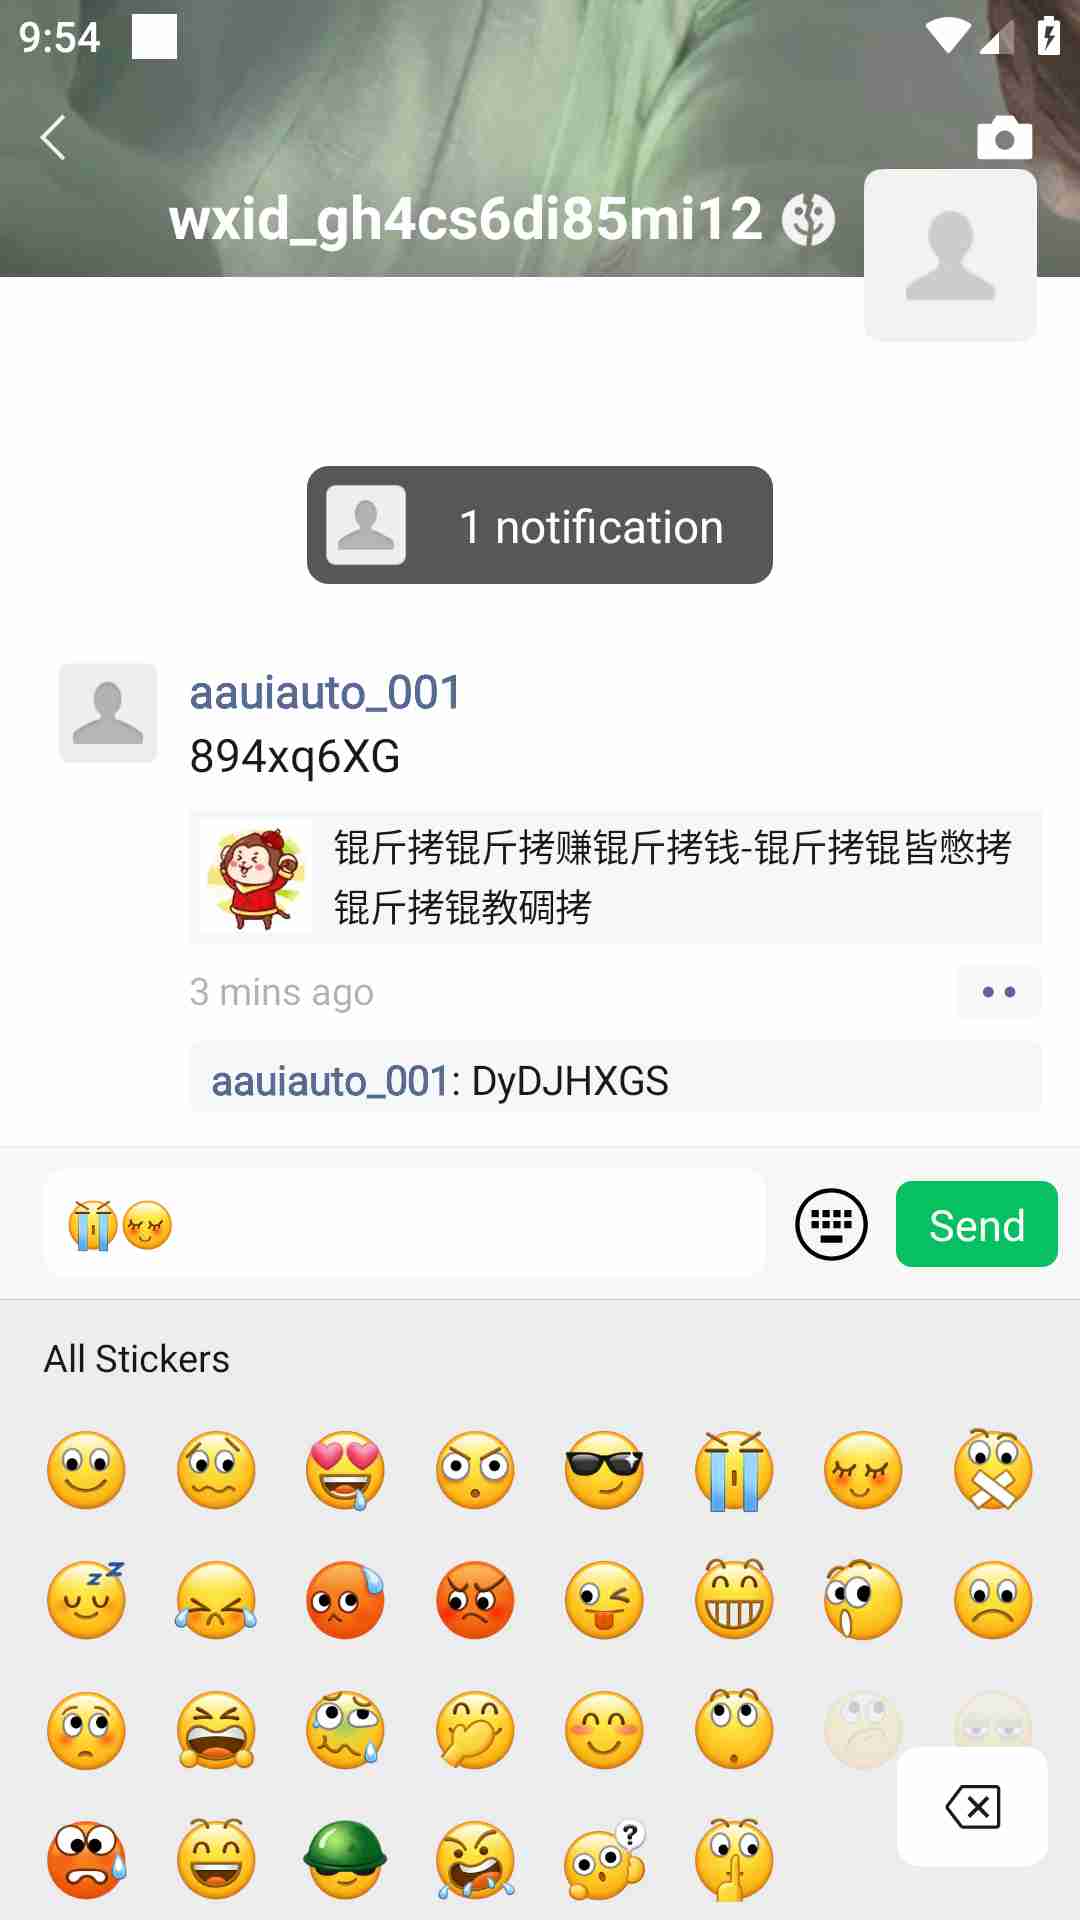 9:54
wxid_gh4cs6di85mi12
1 notification
aauiauto_001
894xq6XG
锟斤拷锟斤拷赚锟斤拷钱-锟斤拷锟皆憋拷
锟斤拷锟教碉拷
3 mins ago
aauiauto_001: DyDJHXGS
Send
All Stickers